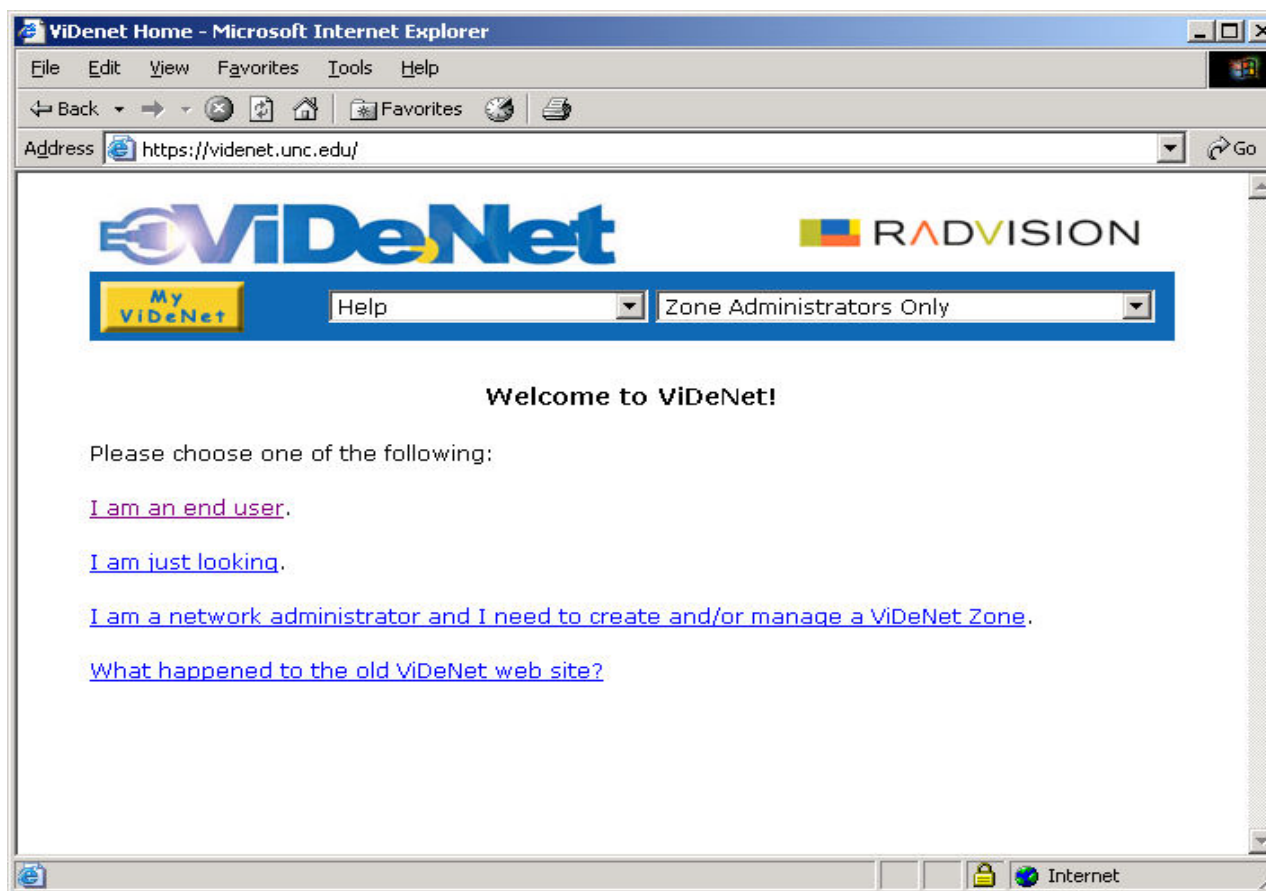 ViDenet Home - Microsoft Internet Explorer
File Edit View Favorites Tools Help
Back Favorites
Address https://videnet.unc.edu/ Go
ViDe.Net RADVISION
My ViDeNet Help Zone Administrators Only
Welcome to ViDeNet!
Please choose one of the following:
I am an end user.
I am just looking.
I am a network administrator and I need to create and/or manage a ViDeNet Zone.
What happened to the old ViDeNet web site?
Internet